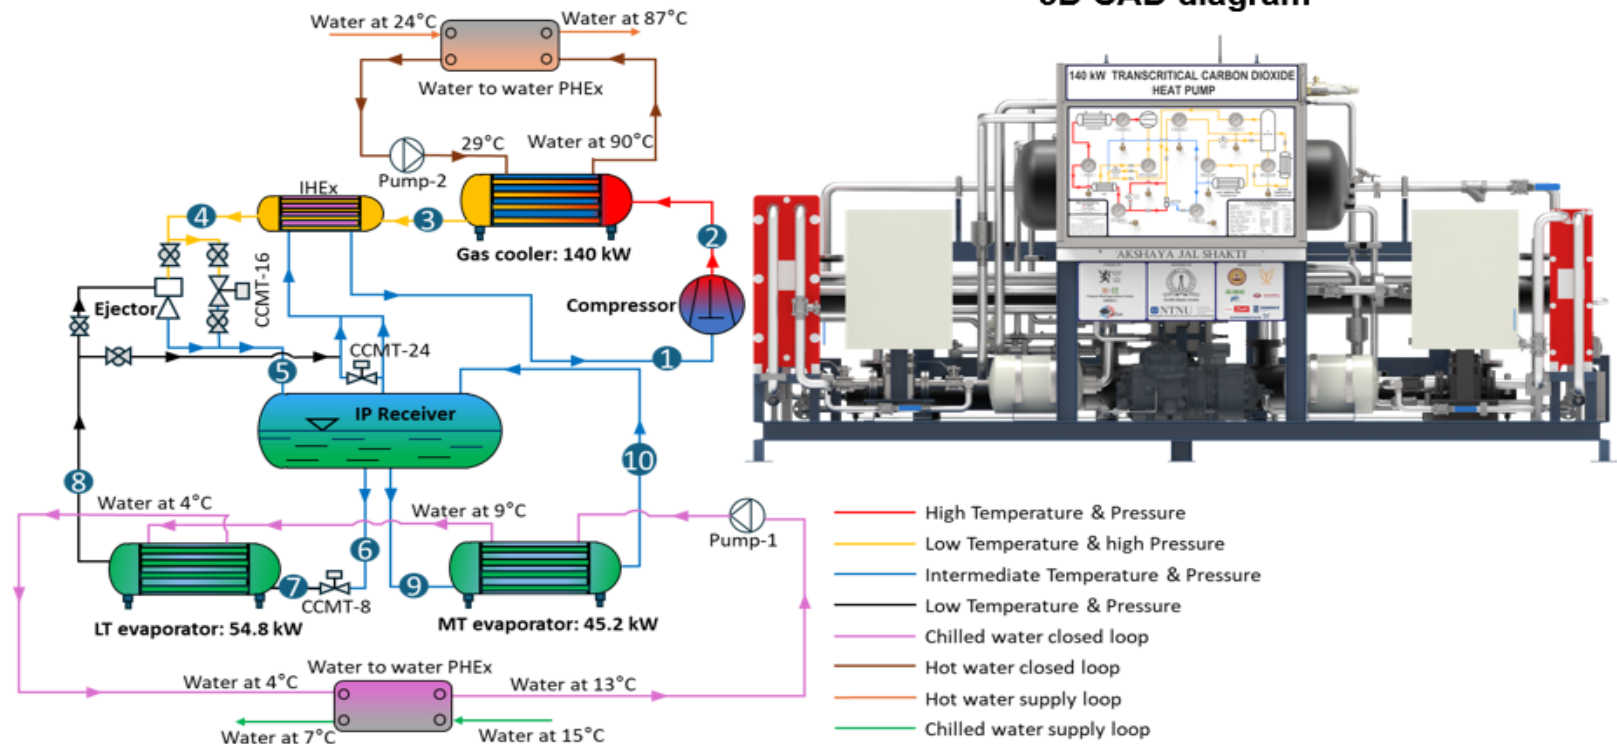 3D CAD diagram
Water at 24°C
Water at 87°C
Water to water PHEx
29°C
Water at 90°C
Pump-2
IHEx
4
3
2
Gas cooler: 140 kW
CCMT-16
Ejector
Compressor
CCMT-24
1
5
IP Receiver
10
8
Water at 4°C
Water at 9°C
Pump-1
6
7
9
CCMT-8
LT evaporator: 54.8 kW
MT evaporator: 45.2 kW
Water to water PHEx
Water at 4°C
Water at 13°C
Water at 7°C
Water at 15°C
140 kW TRANSCRITICAL CARBON DIOXIDE
HEAT PUMP
AKSHAYA JAL SHAKTI
NTNU
High Temperature & Pressure
Low Temperature & high Pressure
Intermediate Temperature & Pressure
Low Temperature & Pressure
Chilled water closed loop
Hot water closed loop
Hot water supply loop
Chilled water supply loop